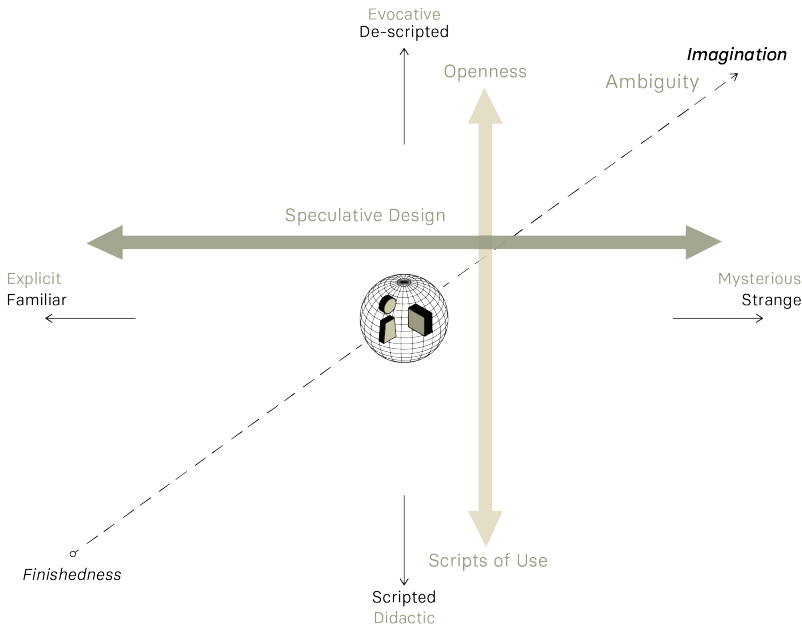 Evocative
De-scripted
Imagination
Openness
Ambiguity
Speculative Design
Explicit
Familiar
Mysterious
Strange
Scripts of Use
Finishedness
Scripted
Didactic